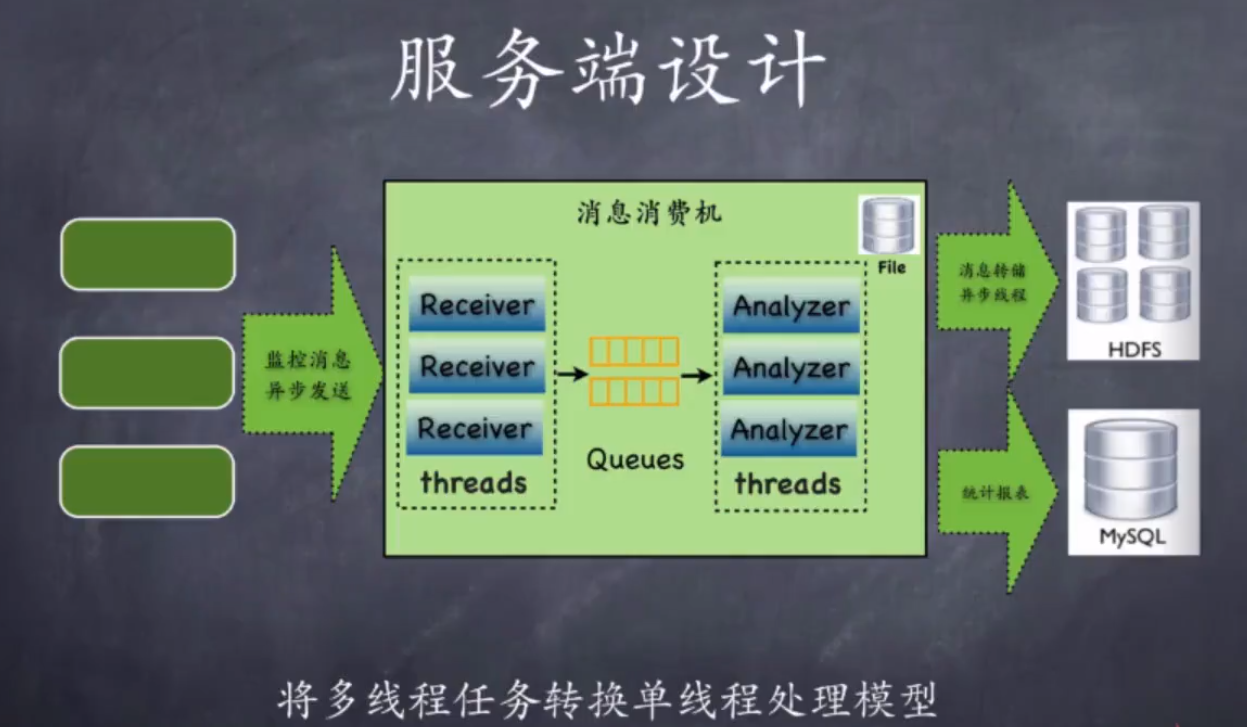 服务端设计
消息消费机
File
监控消息
异步发送
Receiver
Receiver
Receiver
threads
Queues
Analyzer
Analyzer
Analyzer
threads
消息转储
异步线程
HDFS
统计报表
MySQL
将多线程任务转换单线程处理模型